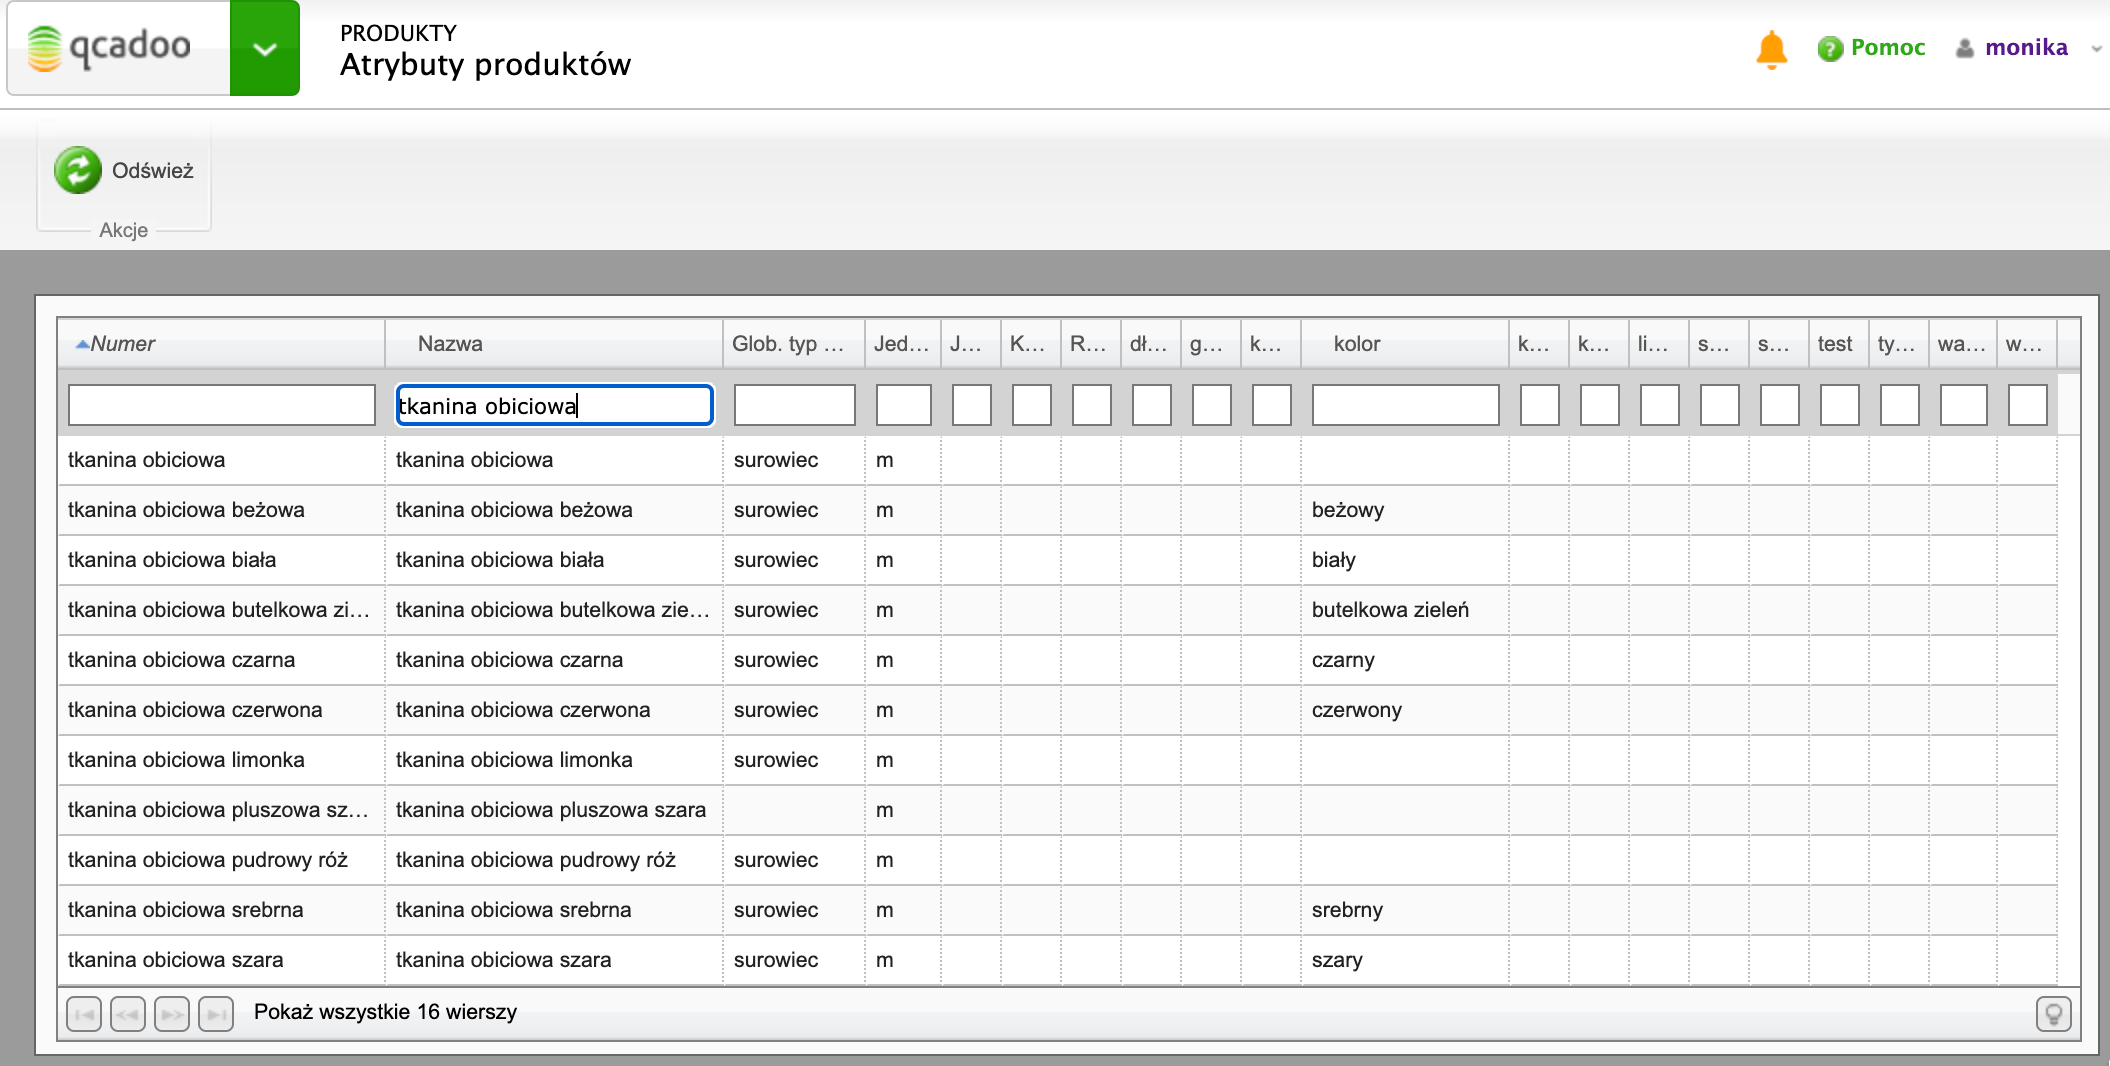 qcadoo
PRODUKTY
Atrybuty produktów
Pomoc
monika
Odśwież
Akcje
Numer Nazwa Glob. typ ... Jed... J... K... R... dł... g... k... kolor k... k... li... s... s... test ty... wa... w...
tkanina obiciowa
tkanina obiciowa tkanina obiciowa surowiec m
tkanina obiciowa beżowa tkanina obiciowa beżowa surowiec m beżowy
tkanina obiciowa biała tkanina obiciowa biała surowiec m biały
tkanina obiciowa butelkowa zi... tkanina obiciowa butelkowa zie... surowiec m butelkowa zieleń
tkanina obiciowa czarna tkanina obiciowa czarna surowiec m czarny
tkanina obiciowa czerwona tkanina obiciowa czerwona surowiec m czerwony
tkanina obiciowa limonka tkanina obiciowa limonka surowiec m
tkanina obiciowa pluszowa sz... tkanina obiciowa pluszowa szara m
tkanina obiciowa pudrowy róż tkanina obiciowa pudrowy róż surowiec m
tkanina obiciowa srebrna tkanina obiciowa srebrna surowiec m srebrny
tkanina obiciowa szara tkanina obiciowa szara surowiec m szary
Pokaż wszystkie 16 wierszy